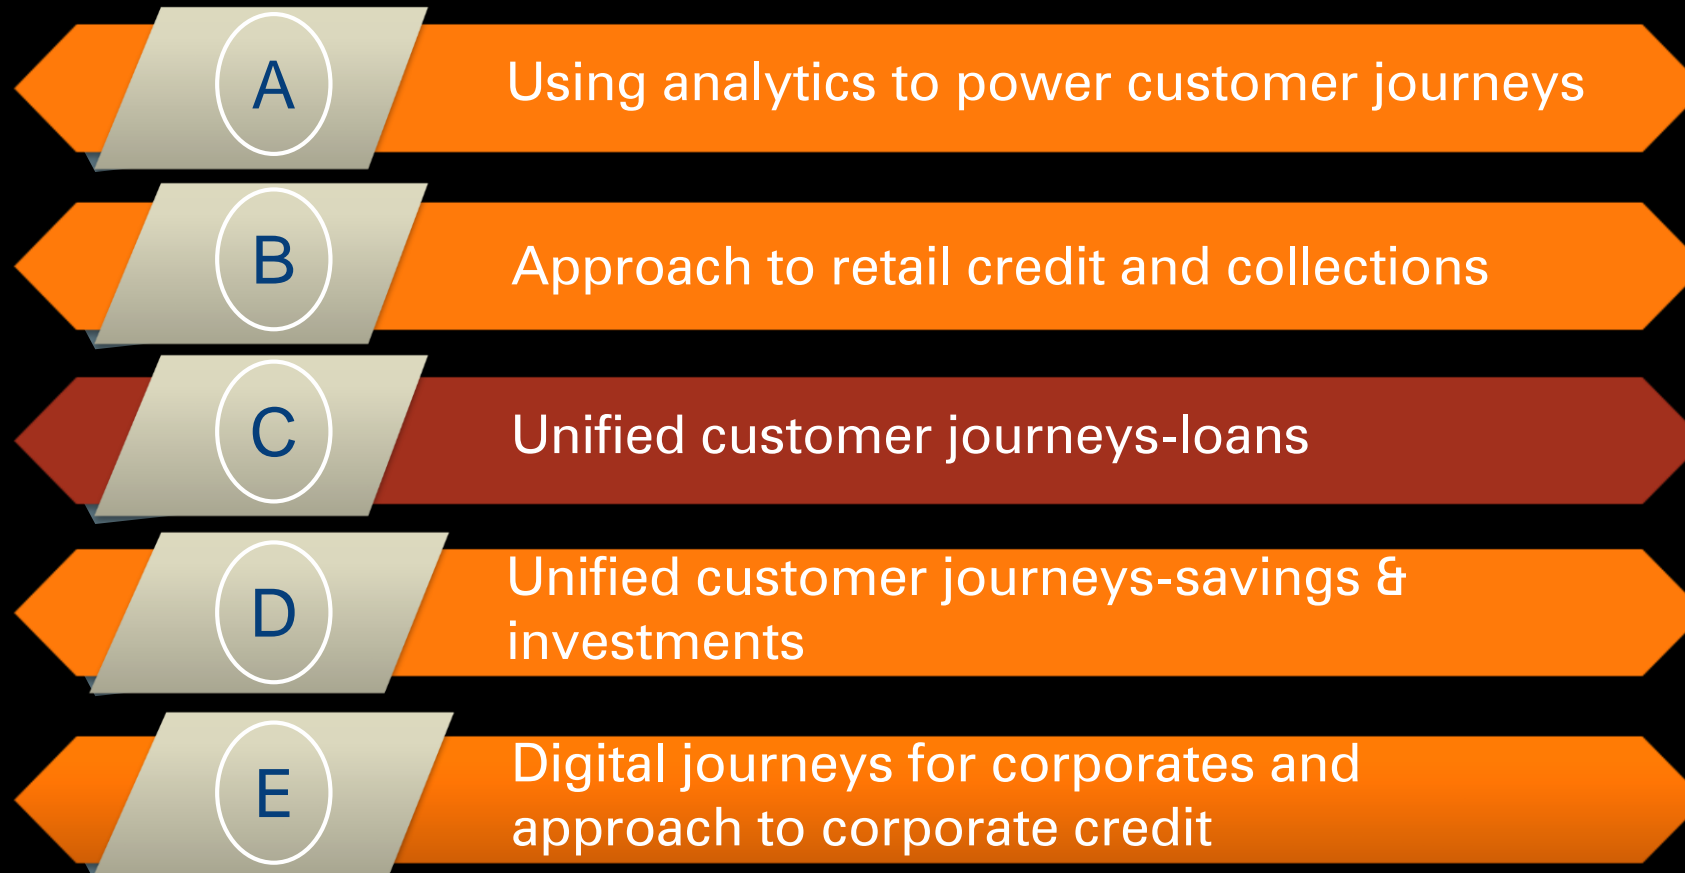 A
Using analytics to power customer journeys
B
Approach to retail credit and collections
C
Unified customer journeys-loans
D
Unified customer journeys-savings &
investments
E
Digital journeys for corporates and
approach to corporate credit